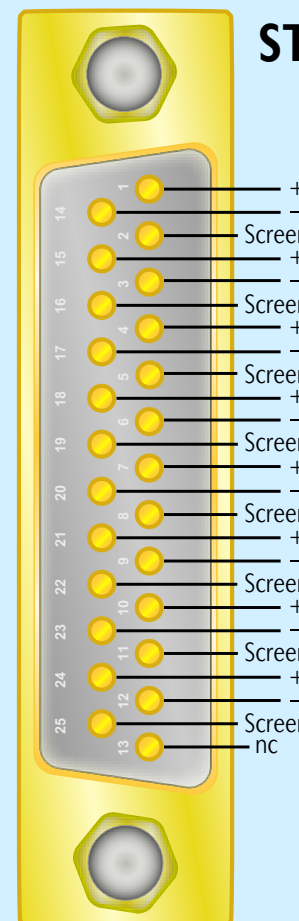 ST
1 +
14 –
2 Screen
15 +
3 –
16 Screen
4 +
17 –
5 Screen
18 +
6 –
19 Screen
7 +
20 –
8 Screen
21 +
9 –
22 Screen
10 +
23 –
11 Screen
24 +
12 –
25 Screen
13 nc